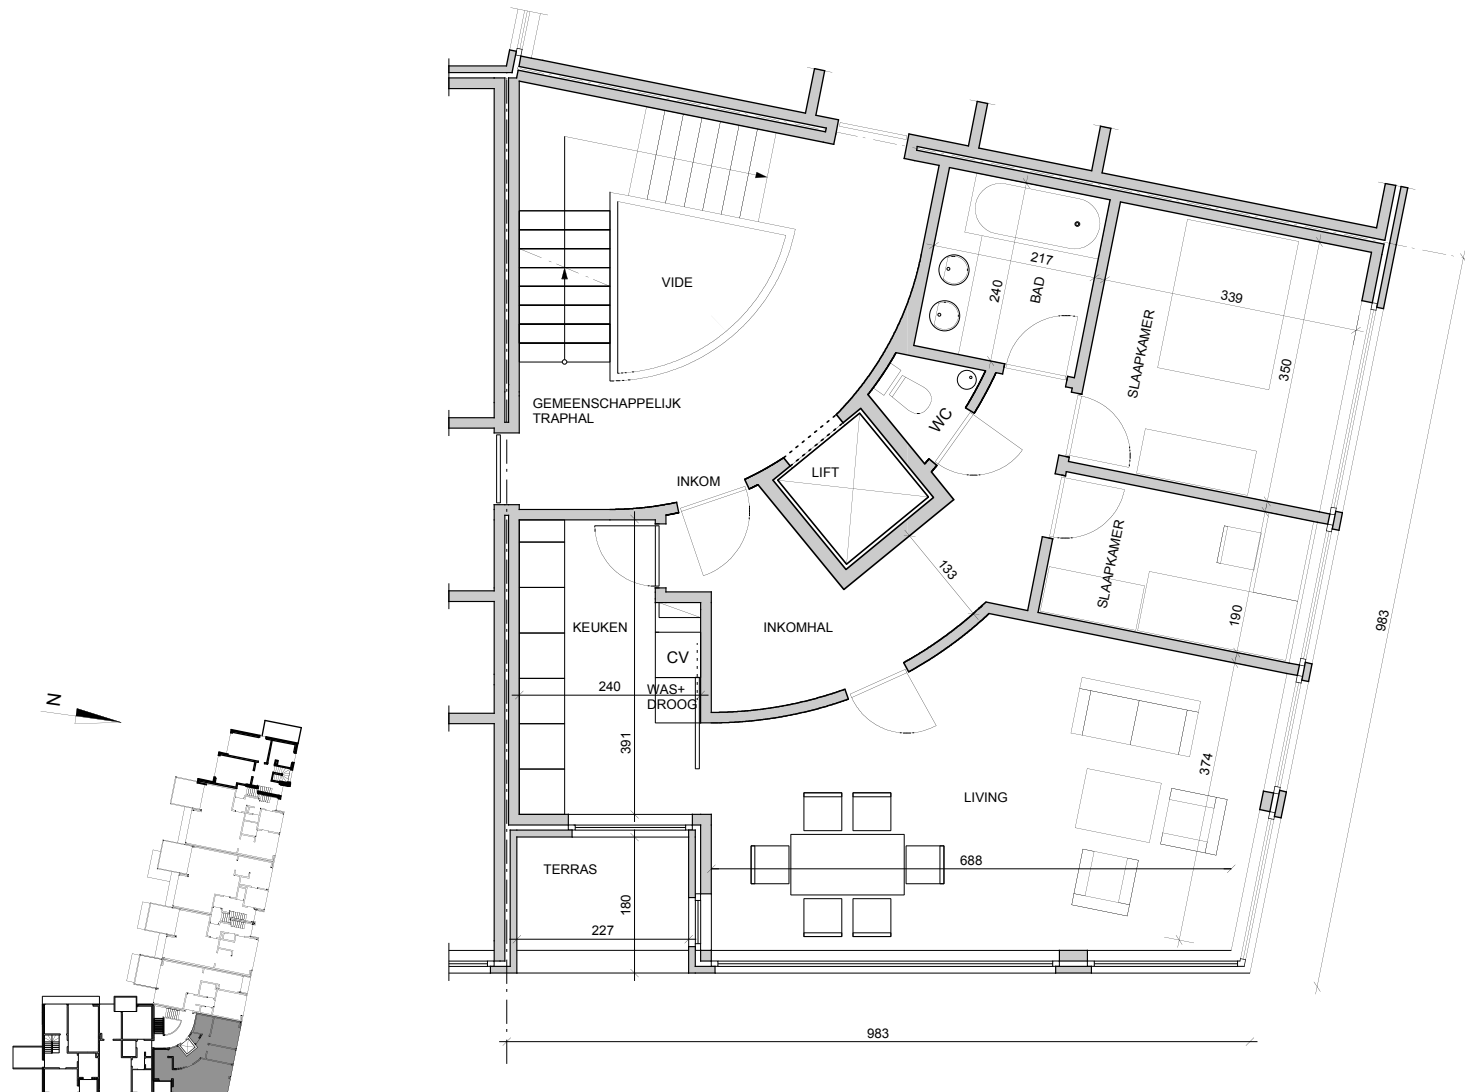 217
VIDE
240
BAD
339
SLAAPKAMER
350
GEMEENSCHAPPELIJK
TRAPHAL
WC
INKOM
LIFT
133
SLAAPKAMER
190
983
KEUKEN
INKOMHAL
CV
240
WAS+
DROOG
N
391
374
LIVING
TERRAS
688
180
227
983